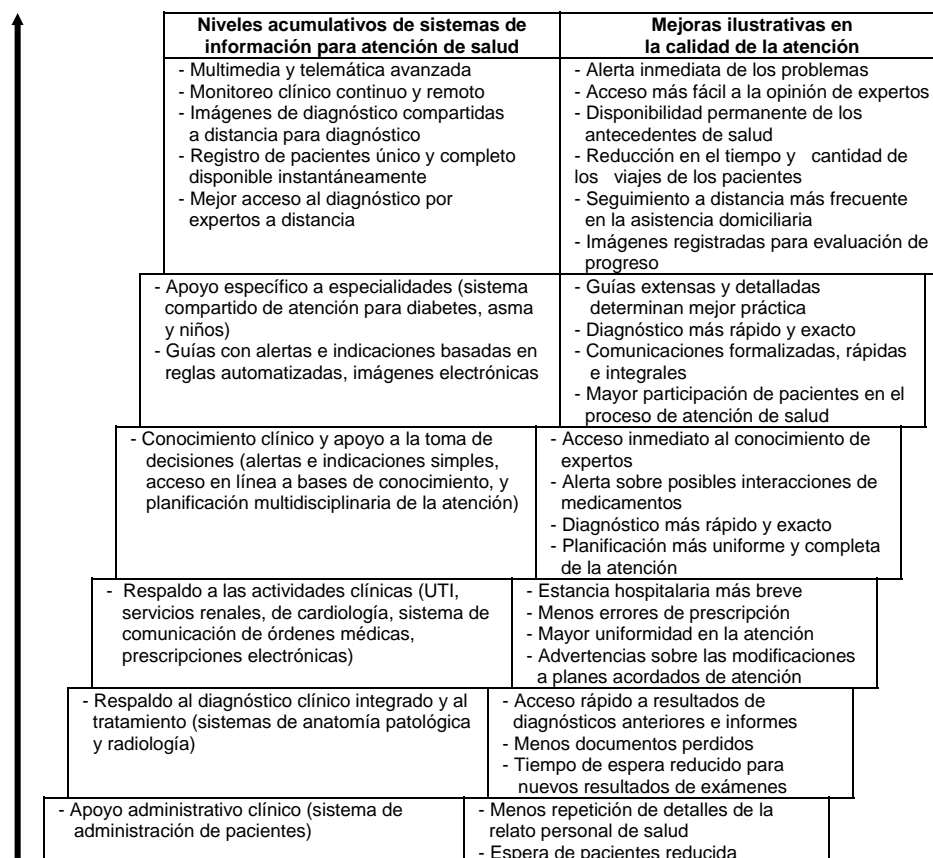 Niveles acumulativos de sistemas de
información para atención de salud
Mejoras ilustrativas en
la calidad de la atención
- Multimedia y telemática avanzada
- Monitoreo clínico continuo y remoto
- Imágenes de diagnóstico compartidas
a distancia para diagnóstico
- Registro de pacientes único y completo
disponible instantáneamente
- Mejor acceso al diagnóstico por
expertos a distancia
- Alerta inmediata de los problemas
- Acceso más fácil a la opinión de expertos
- Disponibilidad permanente de los
antecedentes de salud
- Reducción en el tiempo y cantidad de
los viajes de los pacientes
- Seguimiento a distancia más frecuente
en la asistencia domiciliaria
- Imágenes registradas para evaluación de
progreso
- Apoyo específico a especialidades (sistema
compartido de atención para diabetes, asma
y niños)
- Guías con alertas e indicaciones basadas en
reglas automatizadas, imágenes electrónicas
- Guías extensas y detalladas
determinan mejor práctica
- Diagnóstico más rápido y exacto
- Comunicaciones formalizadas, rápidas
e integrales
- Mayor participación de pacientes en el
proceso de atención de salud
- Conocimiento clínico y apoyo a la toma de
decisiones (alertas e indicaciones simples,
acceso en línea a bases de conocimiento, y
planificación multidisciplinaria de la atención)
- Acceso inmediato al conocimiento de
expertos
- Alerta sobre posibles interacciones de
medicamentos
- Diagnóstico más rápido y exacto
- Planificación más uniforme y completa
de la atención
- Respaldo a las actividades clínicas (UTI,
servicios renales, de cardiología, sistema de
comunicación de órdenes médicas,
prescripciones electrónicas)
- Estancia hospitalaria más breve
- Menos errores de prescripción
- Mayor uniformidad en la atención
- Advertencias sobre las modificaciones
a planes acordados de atención
- Respaldo al diagnóstico clínico integrado y al
tratamiento (sistemas de anatomía patológica
y radiología)
- Acceso rápido a resultados de
diagnósticos anteriores e informes
- Menos documentos perdidos
- Tiempo de espera reducido para
nuevos resultados de exámenes
- Apoyo administrativo clínico (sistema de
administración de pacientes)
- Menos repetición de detalles de la
relato personal de salud
- Espera de pacientes reducida